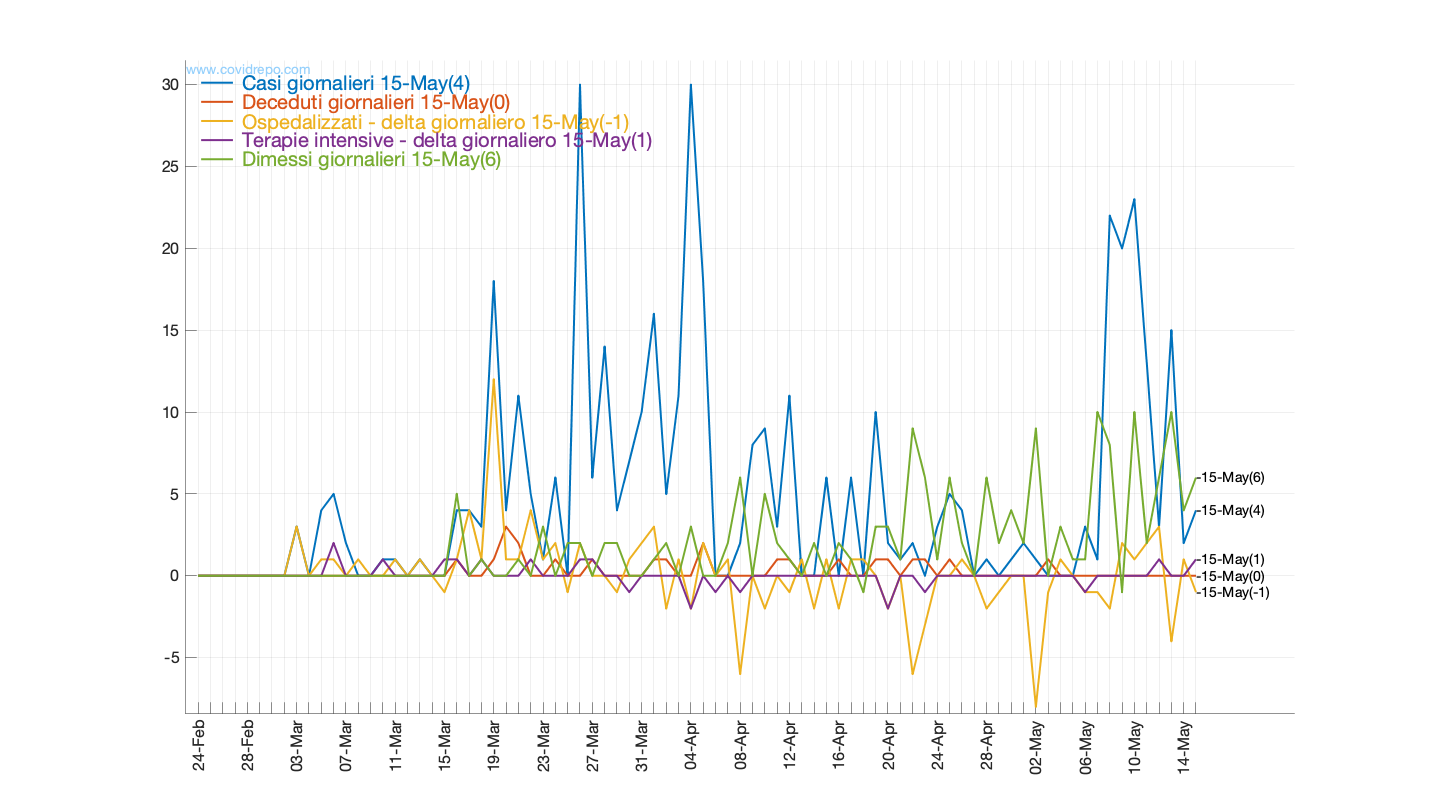 www.covidrepo.com
Casi giornalieri 15-May(4)
Deceduti giornalieri 15-May(0)
Ospedalizzati - delta giornaliero 15-May(-1)
Terapie intensive - delta giornaliero 15-May(1)
Dimessi giornalieri 15-May(6)
30
25
20
15
10
5
0
-5
-15-May(6)
-15-May(4)
-15-May(1)
-15-May(0)
-15-May(-1)
24-Feb
28-Feb
03-Mar
07-Mar
11-Mar
15-Mar
19-Mar
23-Mar
27-Mar
31-Mar
04-Apr
08-Apr
12-Apr
16-Apr
20-Apr
24-Apr
28-Apr
02-May
06-May
10-May
14-May